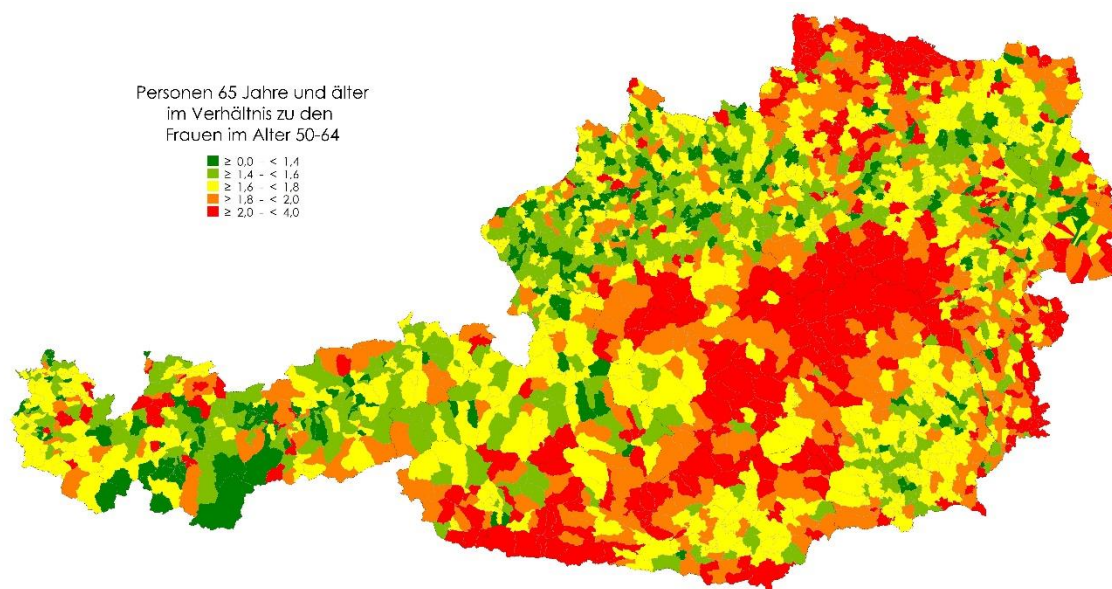 Personen 65 Jahre und älter
im Verhältnis zu den
Frauen im Alter 50-64
≥ 0,0 - < 1,4
≥ 1,4 - < 1,6
≥ 1,6 - < 1,8
> 1,8 - < 2,0
≥ 2,0 - < 4,0